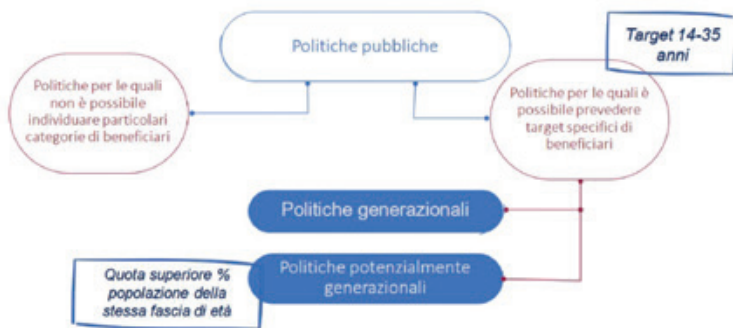 Politiche pubbliche
Target 14-35
anni
Politiche per le quali
non è possibile
individuare particolari
categorie di beneficiari
Politiche per le quali è
possibile prevedere
target specifici di
beneficiari
Politiche generazionali
Politiche potenzialmente
generazionali
Quota superiore %
popolazione della
stessa fascia di età